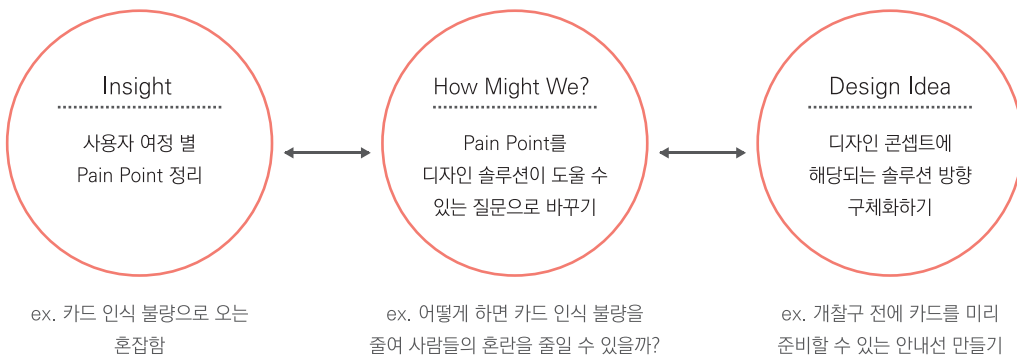 Insight
사용자 여정 별
Pain Point 정리
ex. 카드 인식 불량으로 오는
혼잡함
How Might We?
Pain Point를
디자인 솔루션이 도울 수
있는 질문으로 바꾸기
ex. 어떻게 하면 카드 인식 불량을
줄여 사람들의 혼란을 줄일 수 있을까?
Design Idea
디자인 콘셉트에
해당되는 솔루션 방향
구체화하기
ex. 개찰구 전에 카드를 미리
준비할 수 있는 안내선 만들기